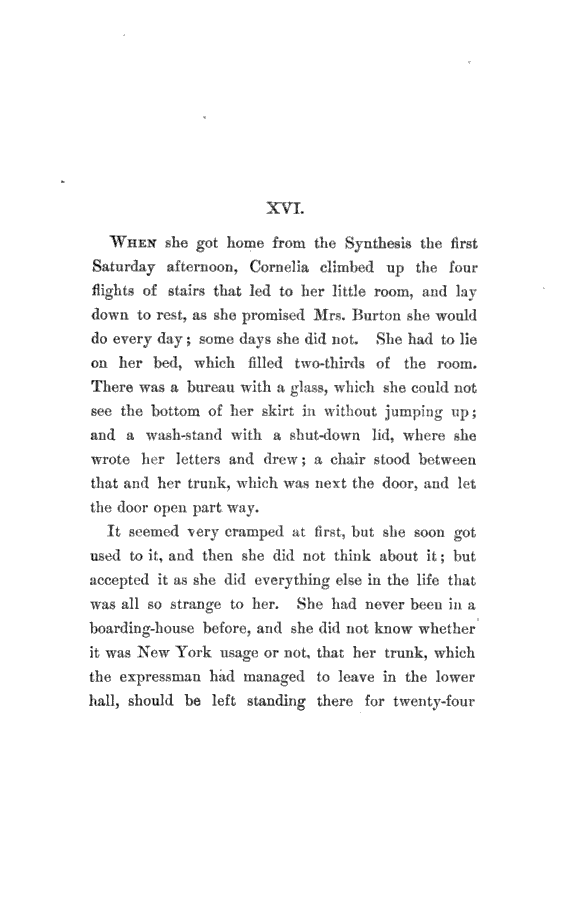 XVI.
When she got home from the Synthesis the first
Saturday afternoon, Cornelia climbed up the four
flights of stairs that led to her little room, and lay
down to rest, as she promised Mrs. Burton she would
do every day; some days she did not. She had to lie
on her bed, which filled two-thirds of the room.
There was a bureau with a glass, which she could not
see the bottom of her skirt in without jumping up;
and a wash-stand with a shut-down lid, where she
wrote her letters and drew; a chair stood between
that and her trunk, which was next the door, and let
the door open part way.
It seemed very cramped at first, but she soon got
used to it, and then she did not think about it; but
accepted it as she did everything else in the life that
was all so strange to her. She had never been in a
boarding-house before, and she did not know whether
it was New York usage or not, that her trunk, which
the expressman had managed to leave in the lower
hall, should be left standing there for twenty-four